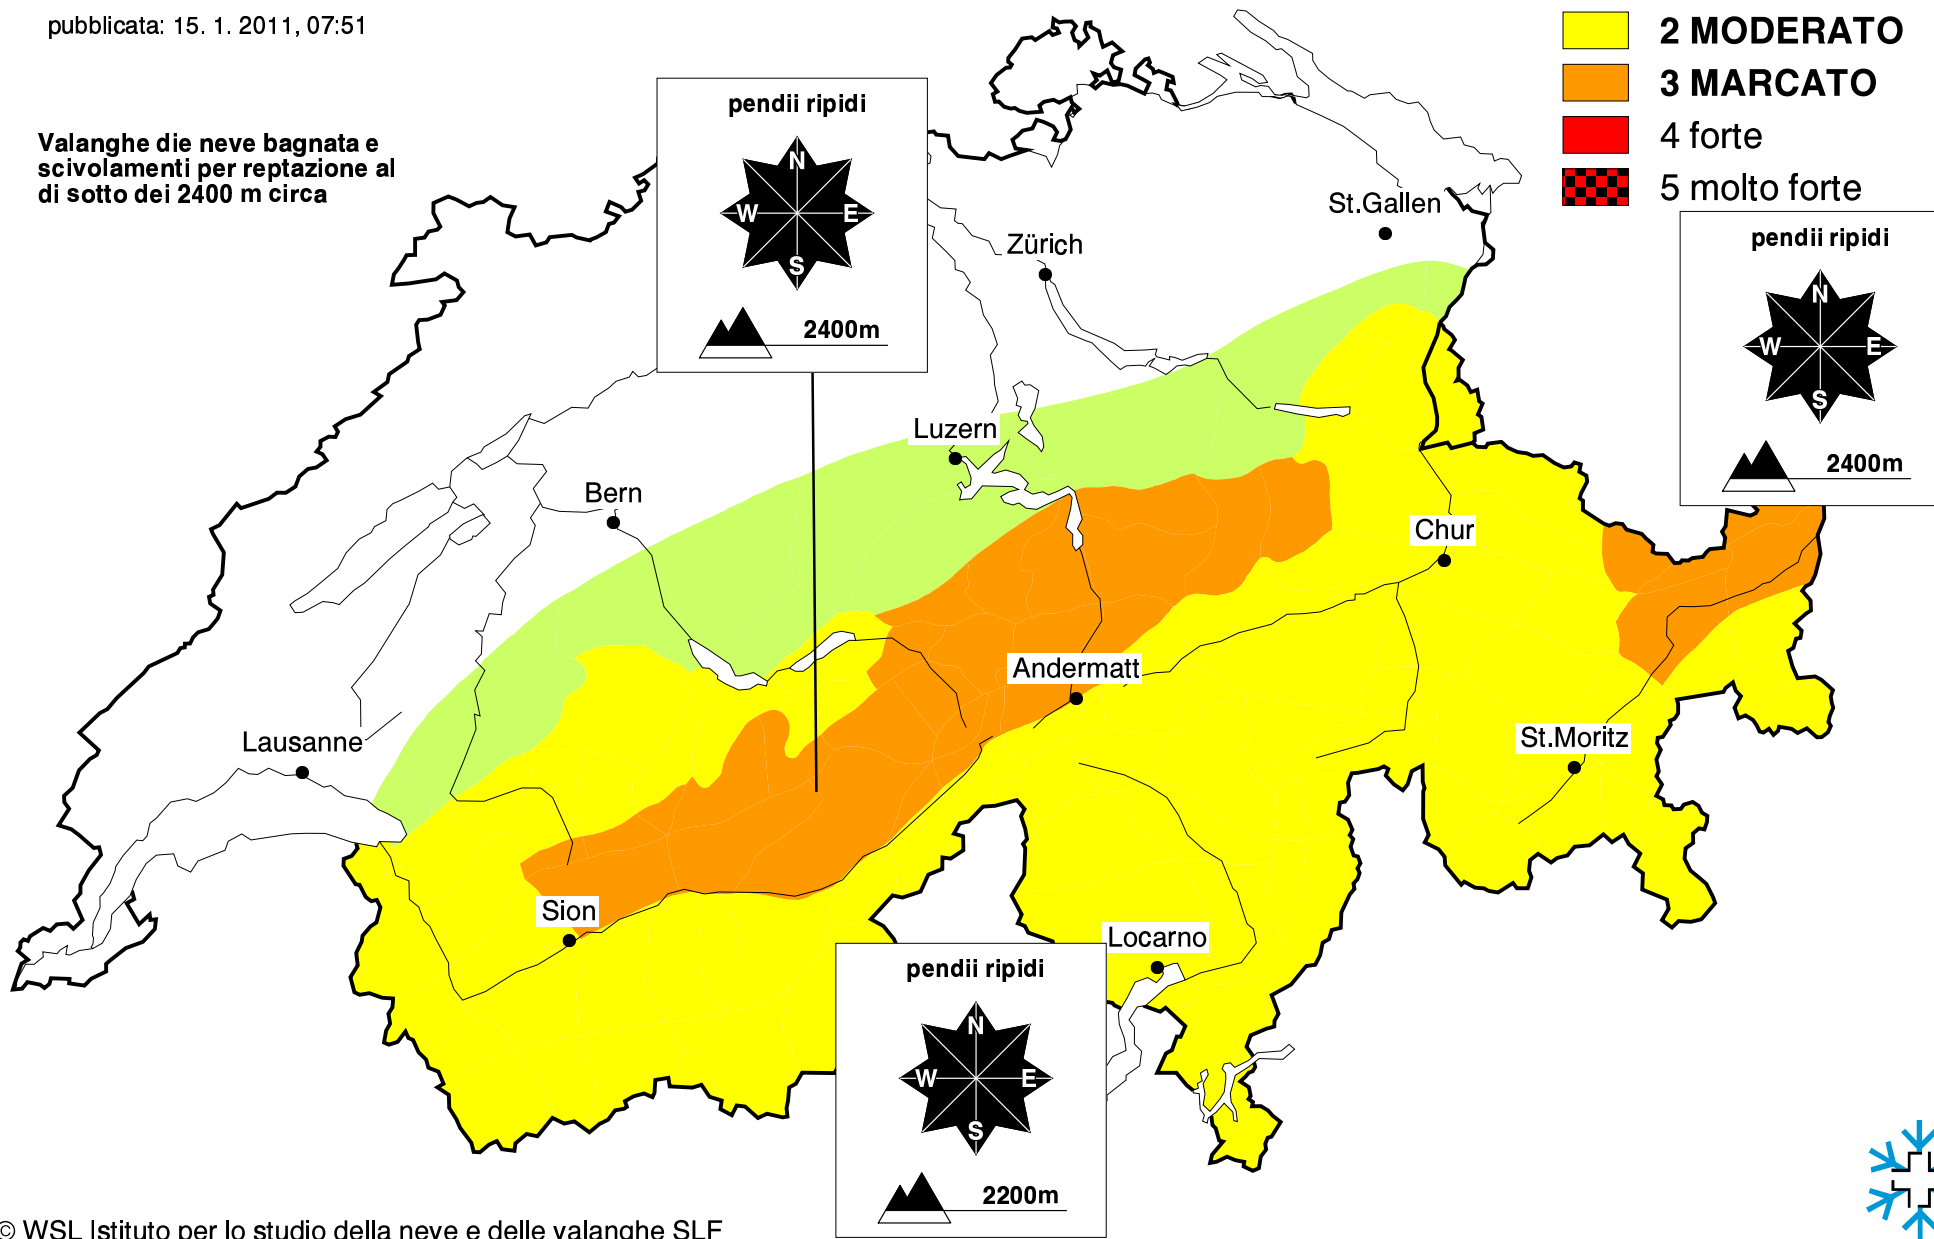 pubblicata: 15. 1. 2011, 07:51
Valanghe die neve bagnata e
scivolamenti per reptazione al
di sotto dei 2400 m circa
2 MODERATO
3 MARCATO
4 forte
5 molto forte
pendii ripidi
N
W E
S
2400m
pendii ripidi
N
W E
S
2400m
St.Gallen
Zürich
Luzern
Bern
Chur
Andermatt
Lausanne
St.Moritz
Sion
Locarno
pendii ripidi
N
W E
S
2200m
© WSL Istituto per lo studio della neve e delle valanghe SLF